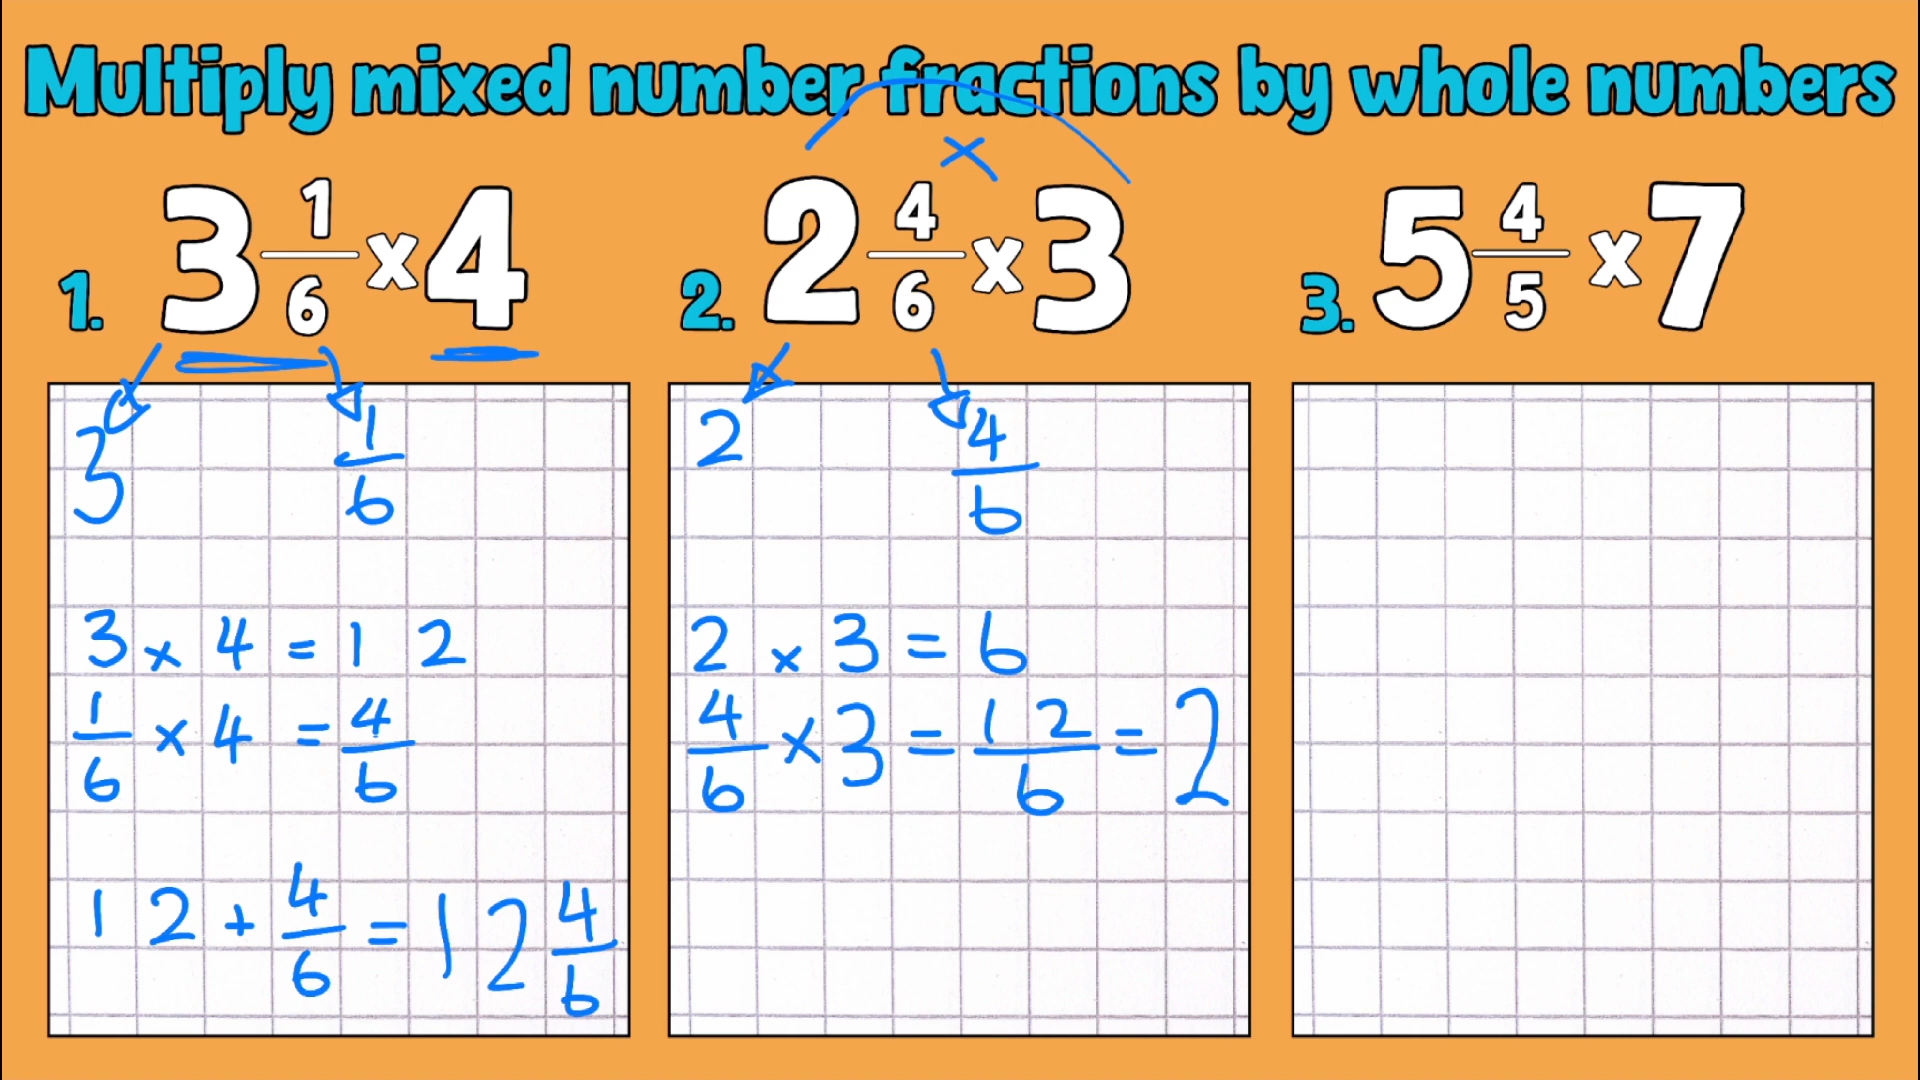 Multiply mixed number fractions by whole numbers
×
1. 3 1/6 x 4
2. 2 4/6 x 3
3. 5 4/5 x 7
3 1/6
3 × 4 = 12
1/6 × 4 = 4/6
12 + 4/6 = 12 4/6
2 4/6
2 × 3 = 6
4/6 × 3 = 12/6 = 2